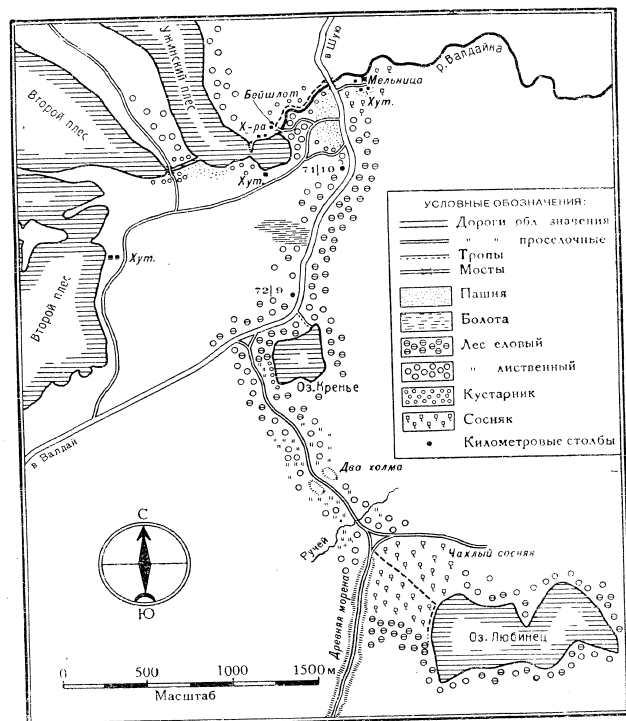 в Шую
р. Валдайка
Ужинский плес
Мельница
Бейшлот
Хут.
Второй плес
Х-ра
Хут.
71|10
Хут.
72|9
Второй плес
Оз. Кренье
в Валдай
Два холма
Ручей
Чахлый сосняк
Древняя морена
Оз. Любинец
С
Ю
0 500 1000 1500 м
Масштаб
УСЛОВНЫЕ ОБОЗНАЧЕНИЯ:
Дороги обл. значения
" " проселочные
Тропы
Мосты
Пашня
Болота
Лес еловый
" лиственный
Кустарник
Сосняк
Километровые столбы